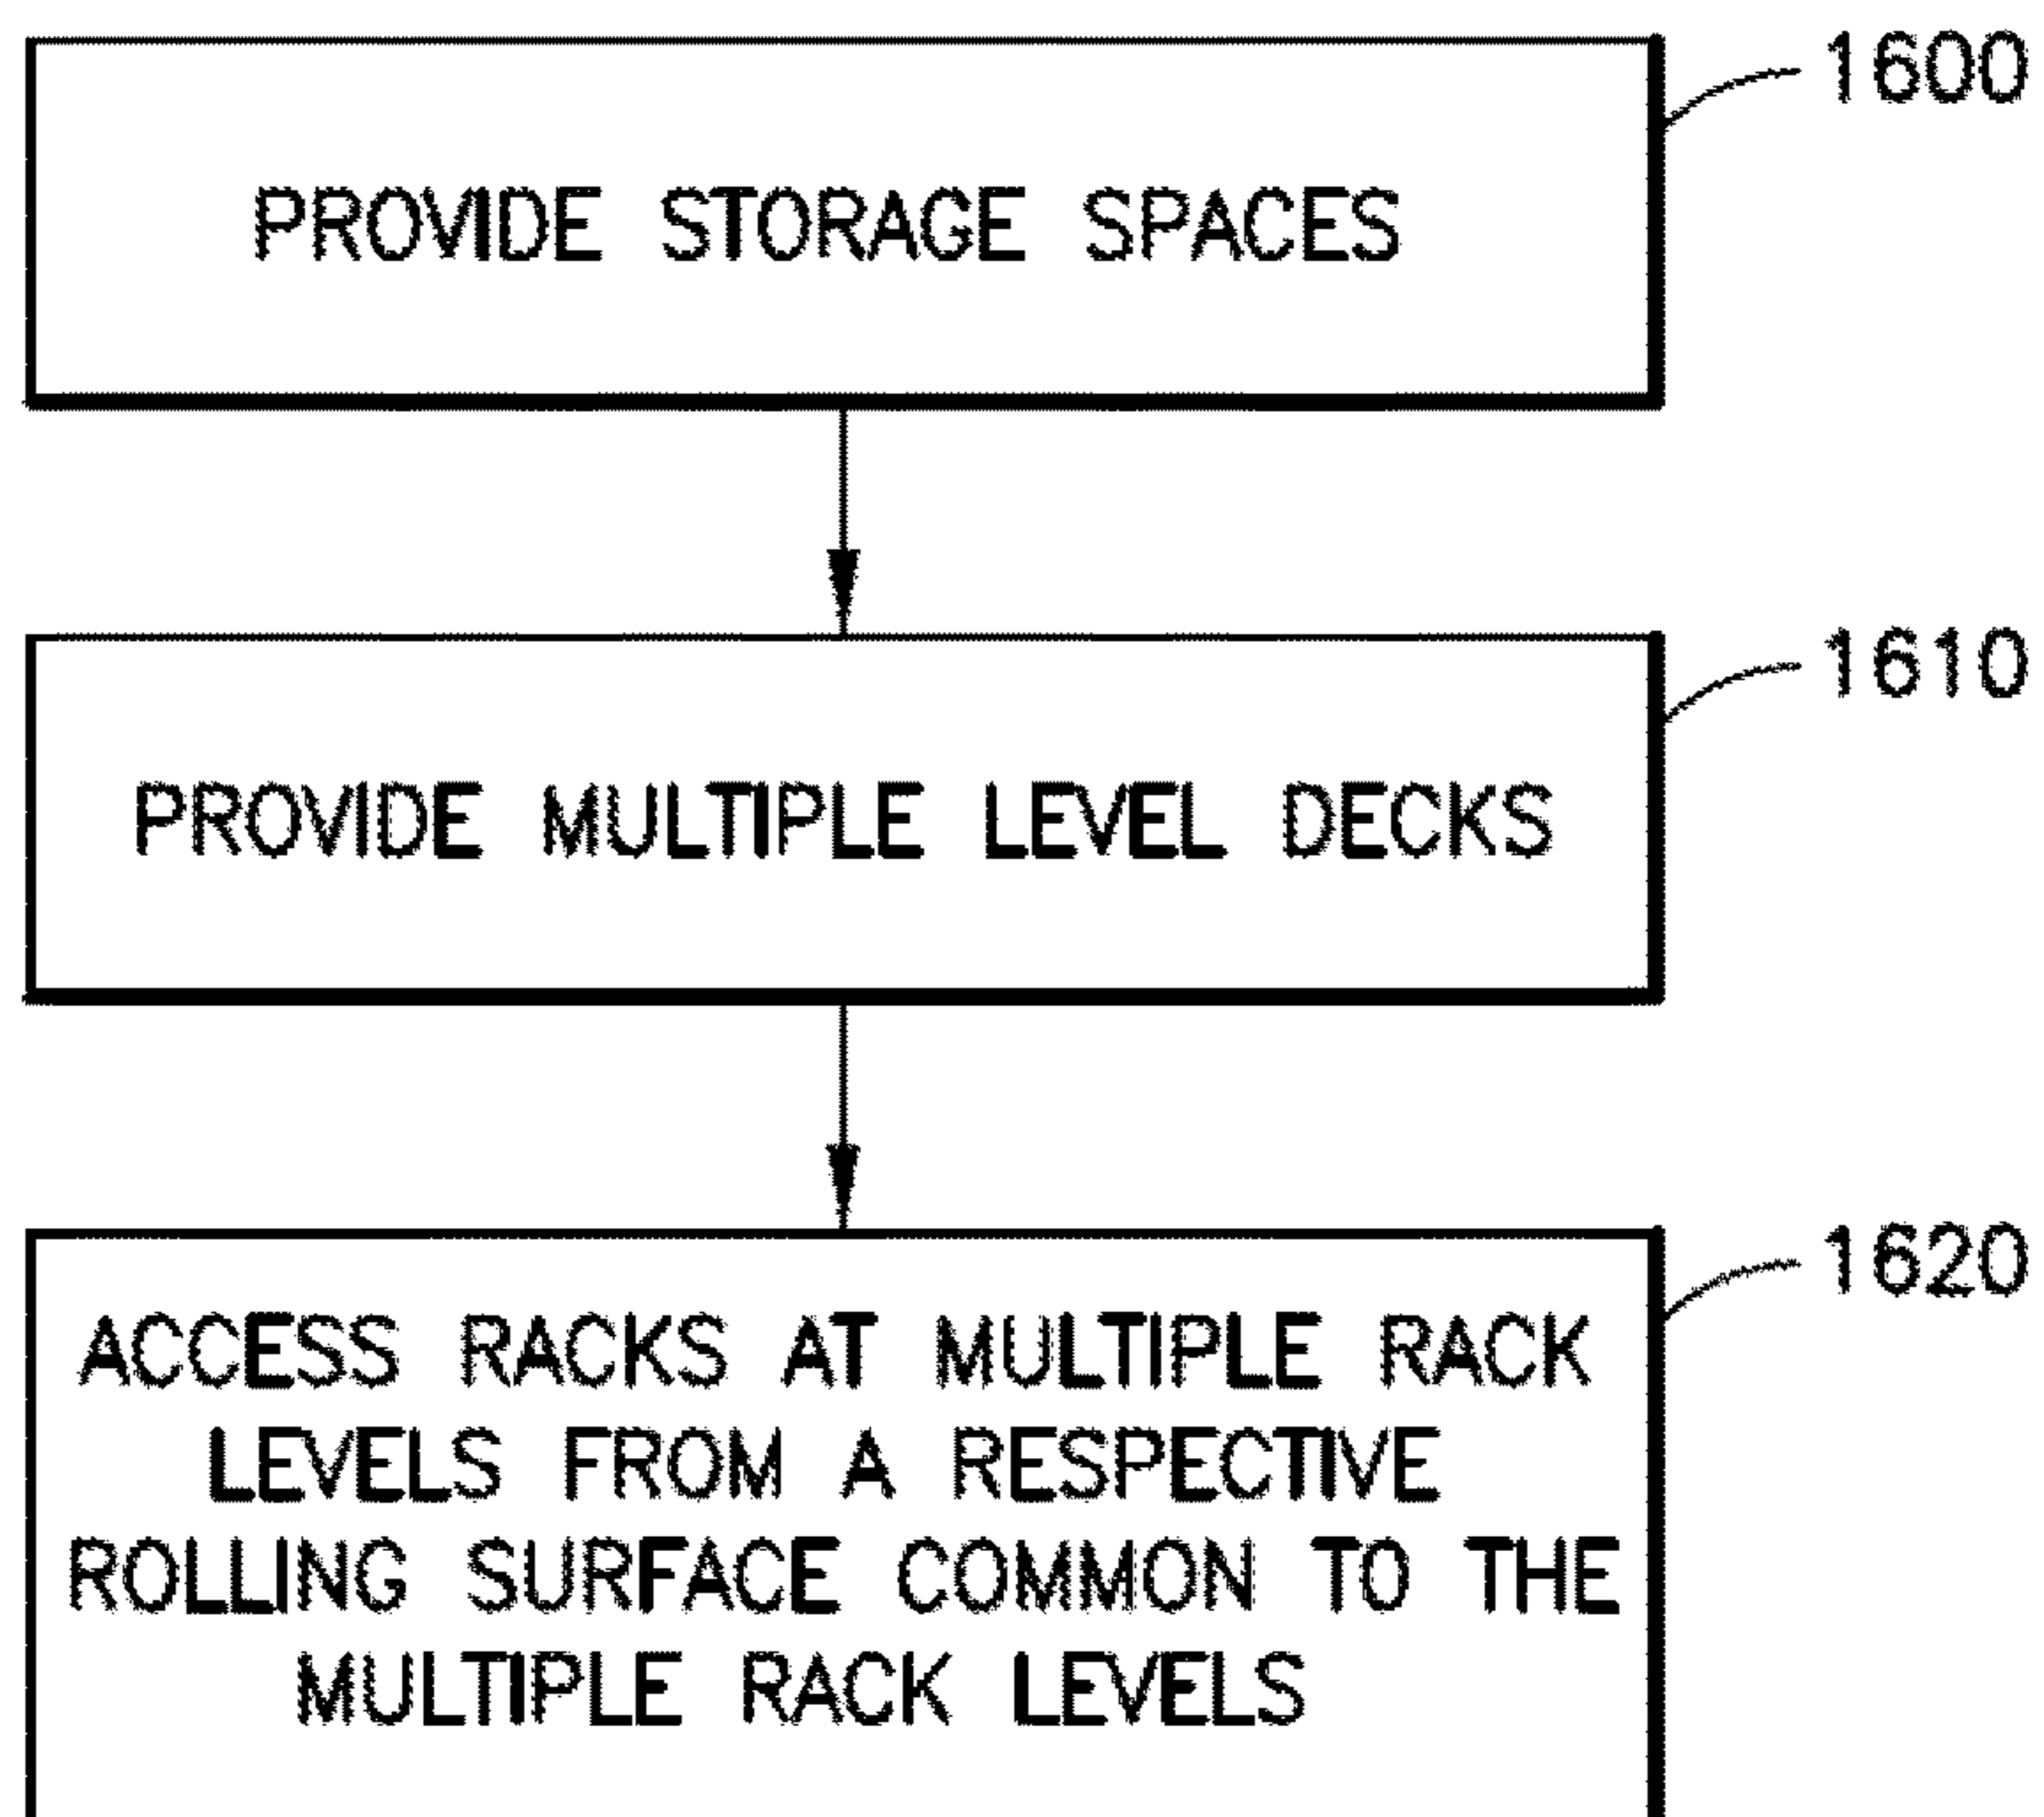 1600
PROVIDE STORAGE SPACES
1610
PROVIDE MULTIPLE LEVEL DECKS
1620
ACCESS RACKS AT MULTIPLE RACK
LEVELS FROM A RESPECTIVE
ROLLING SURFACE COMMON TO THE
MULTIPLE RACK LEVELS